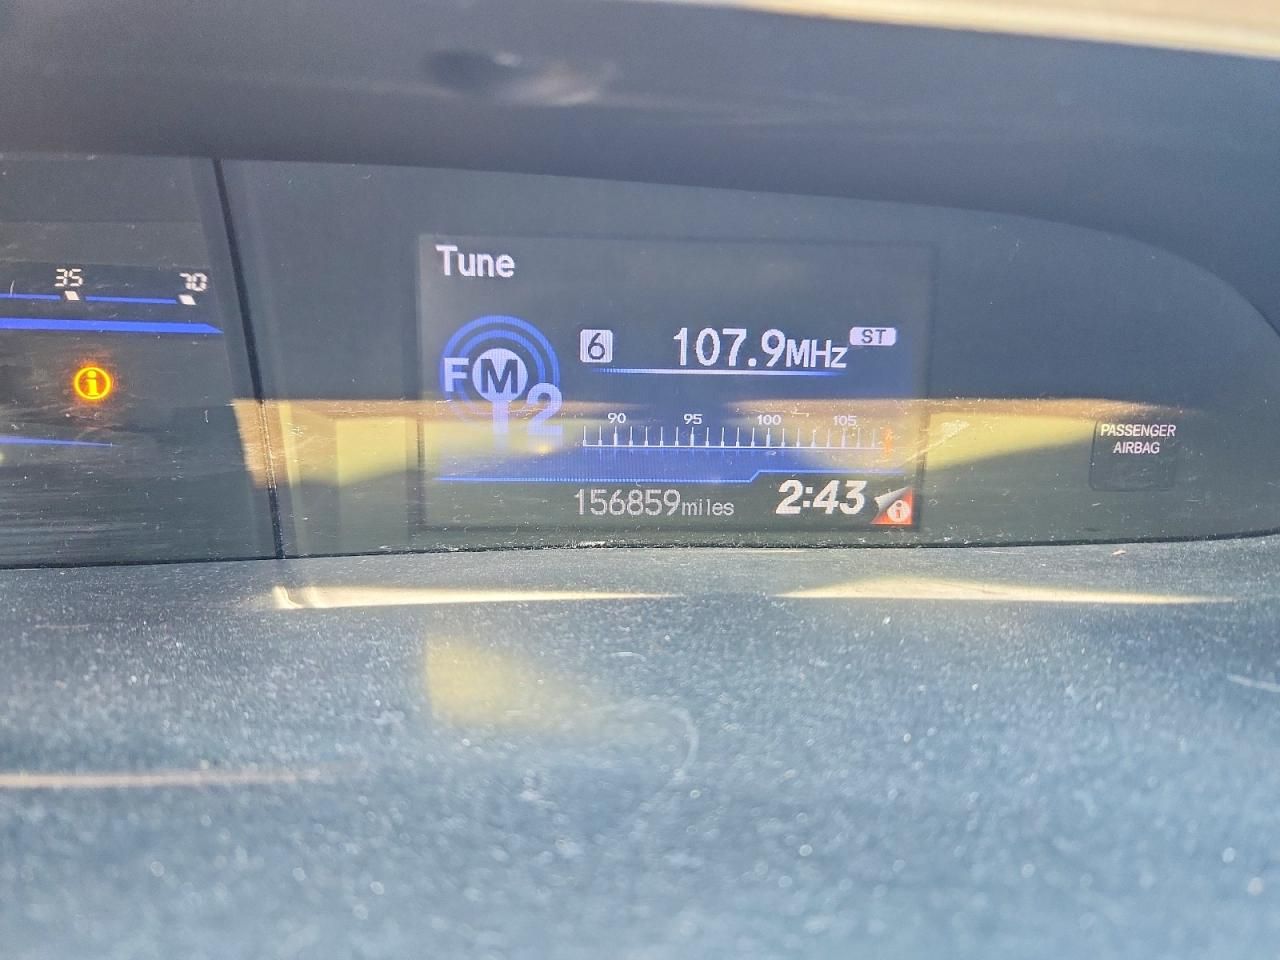 Tune
35 70
6 107.9MHz ST
FM
2
90 95 100 105
PASSENGER
AIRBAG
156859miles 2:43